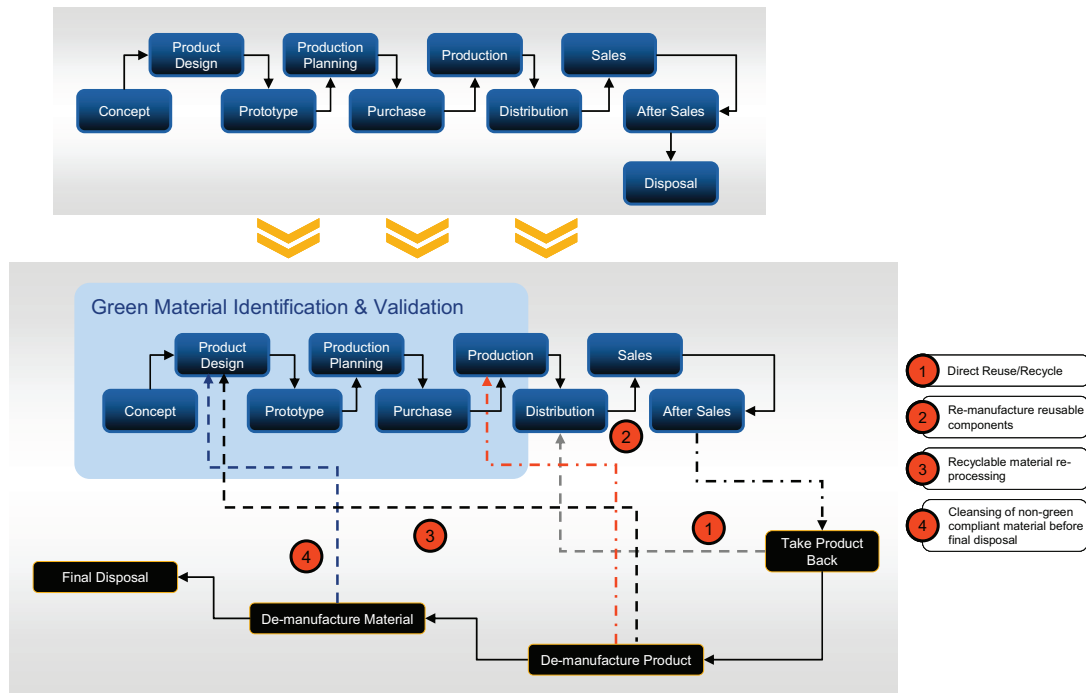 Product
Design
Production
Planning
Production
Sales
Concept
Prototype
Purchase
Distribution
After Sales
Disposal
Green Material Identification & Validation
Product
Design
Production
Planning
Production
Sales
Concept
Prototype
Purchase
Distribution
After Sales
1 Direct Reuse/Recycle
2 Re-manufacture reusable
components
3 Recyclable material re-
processing
4 Cleansing of non-green
compliant material before
final disposal
2
1
3
4
Take Product
Back
Final Disposal
De-manufacture Material
De-manufacture Product